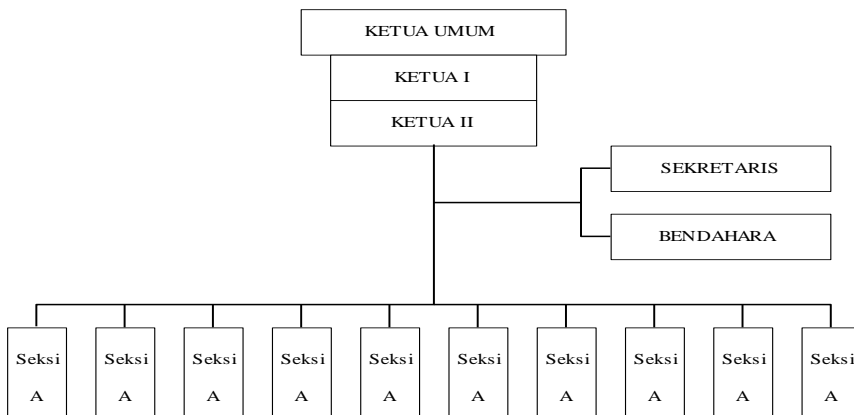 KETUA UMUM
KETUA I
KETUA II
SEKRETARIS
BENDAHARA
Seksi
A
Seksi
A
Seksi
A
Seksi
A
Seksi
A
Seksi
A
Seksi
A
Seksi
A
Seksi
A
Seksi
A